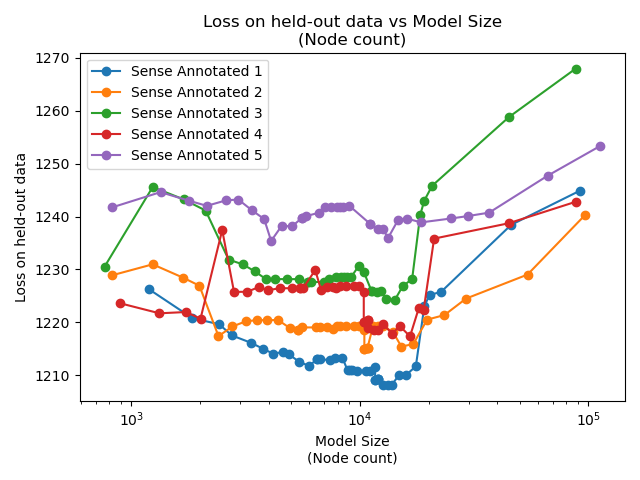 Loss on held-out data vs Model Size
(Node count)
Loss on held-out data
1270
1260
1250
1240
1230
1220
1210
Sense Annotated 1
Sense Annotated 2
Sense Annotated 3
Sense Annotated 4
Sense Annotated 5
10³
10⁴
10⁵
Model Size
(Node count)